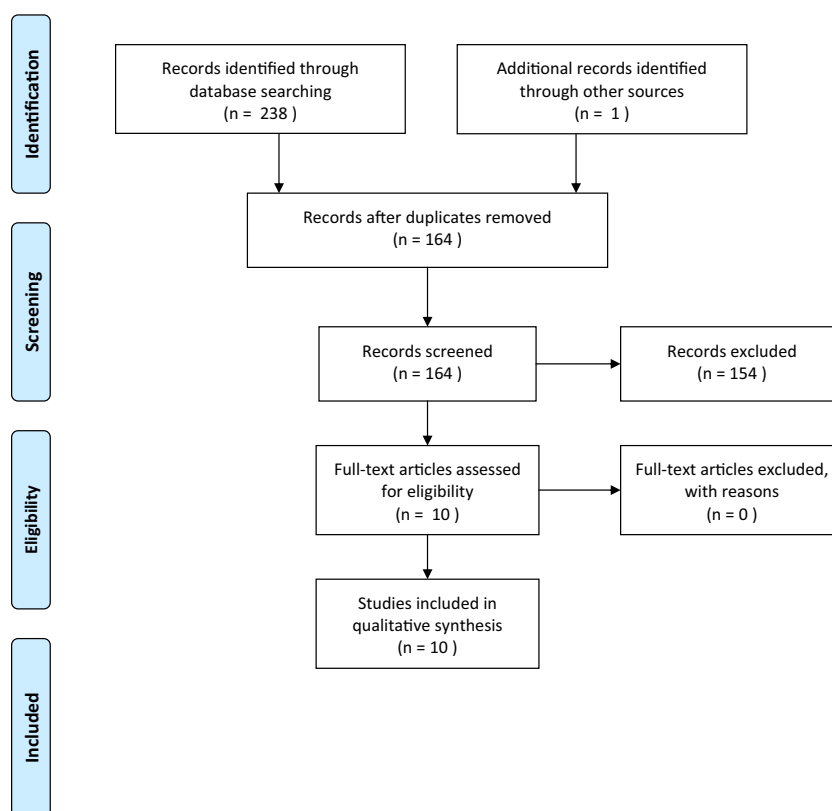 Identification
Records identified through
database searching
(n = 238 )
Additional records identified
through other sources
(n = 1 )
Records after duplicates removed
(n = 164 )
Screening
Records screened
(n = 164 )
Records excluded
(n = 154 )
Eligibility
Full-text articles assessed
for eligibility
(n = 10 )
Full-text articles excluded,
with reasons
(n = 0 )
Studies included in
qualitative synthesis
(n = 10 )
Included